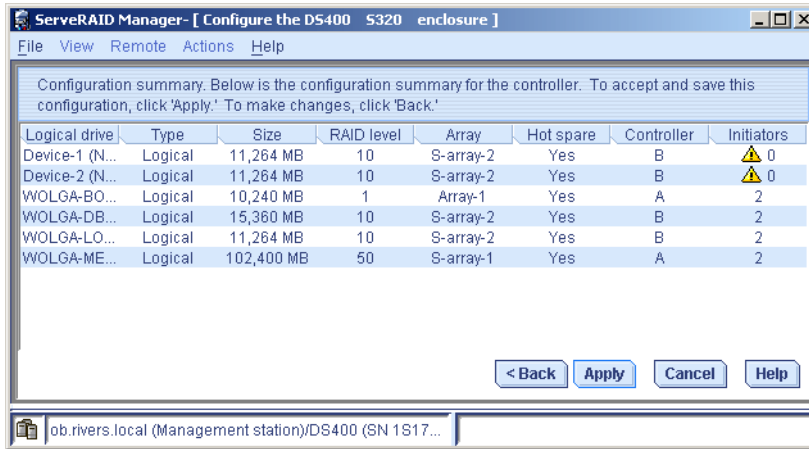 ServeRAID Manager- [ Configure the DS400 5320 enclosure ]
File View Remote Actions Help
Configuration summary. Below is the configuration summary for the controller. To accept and save this
configuration, click 'Apply.' To make changes, click 'Back.'
Logical drive Type Size RAID level Array Hot spare Controller Initiators
Device-1 (N... Logical 11,264 MB 10 S-array-2 Yes B 0
Device-2 (N... Logical 11,264 MB 10 S-array-2 Yes B 0
WOLGA-BO... Logical 10,240 MB 1 Array-1 Yes A 2
WOLGA-DB... Logical 15,360 MB 10 S-array-2 Yes B 2
WOLGA-LO... Logical 11,264 MB 10 S-array-2 Yes B 2
WOLGA-ME... Logical 102,400 MB 50 S-array-1 Yes A 2
< Back Apply Cancel Help
ob.rivers.local (Management station)/DS400 (SN 1S17...